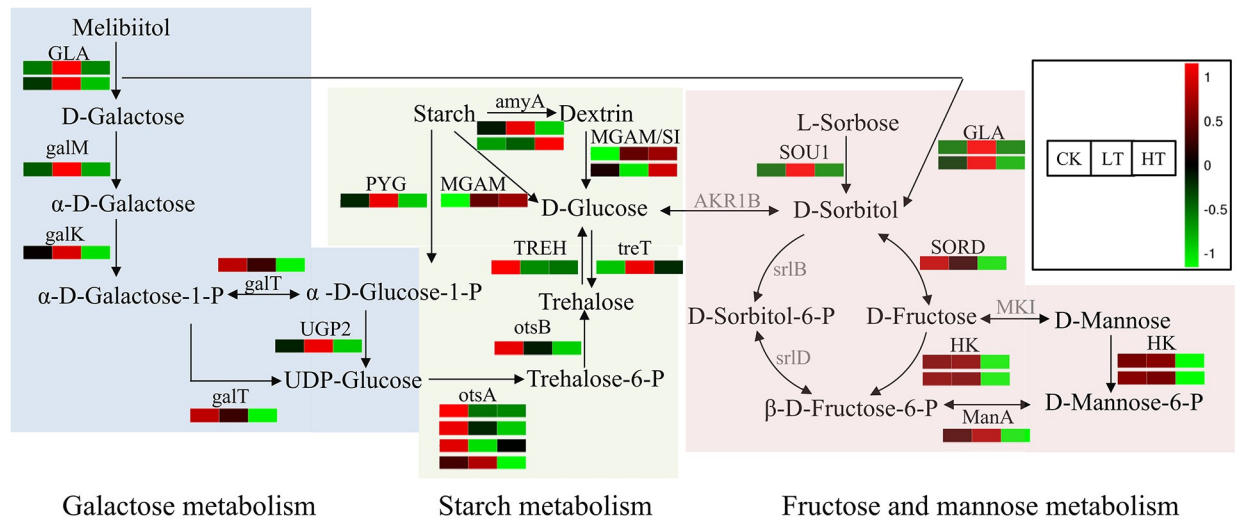 Melibiitol
GLA
D-Galactose
galM
α-D-Galactose
galK
α-D-Galactose-1-P
galT
α -D-Glucose-1-P
UGP2
UDP-Glucose
galT
Galactose metabolism
Starch
amyA
Dextrin
MGAM/SI
PYG
MGAM
D-Glucose
TREH
treT
Trehalose
otsB
Trehalose-6-P
otsA
Starch metabolism
L-Sorbose
SOU1
GLA
AKR1B
D-Sorbitol
srlB
SORD
D-Sorbitol-6-P
D-Fructose
MKI
D-Mannose
srlD
HK
HK
β-D-Fructose-6-P
ManA
D-Mannose-6-P
Fructose and mannose metabolism
CK LT HT
1
0.5
0
-0.5
-1